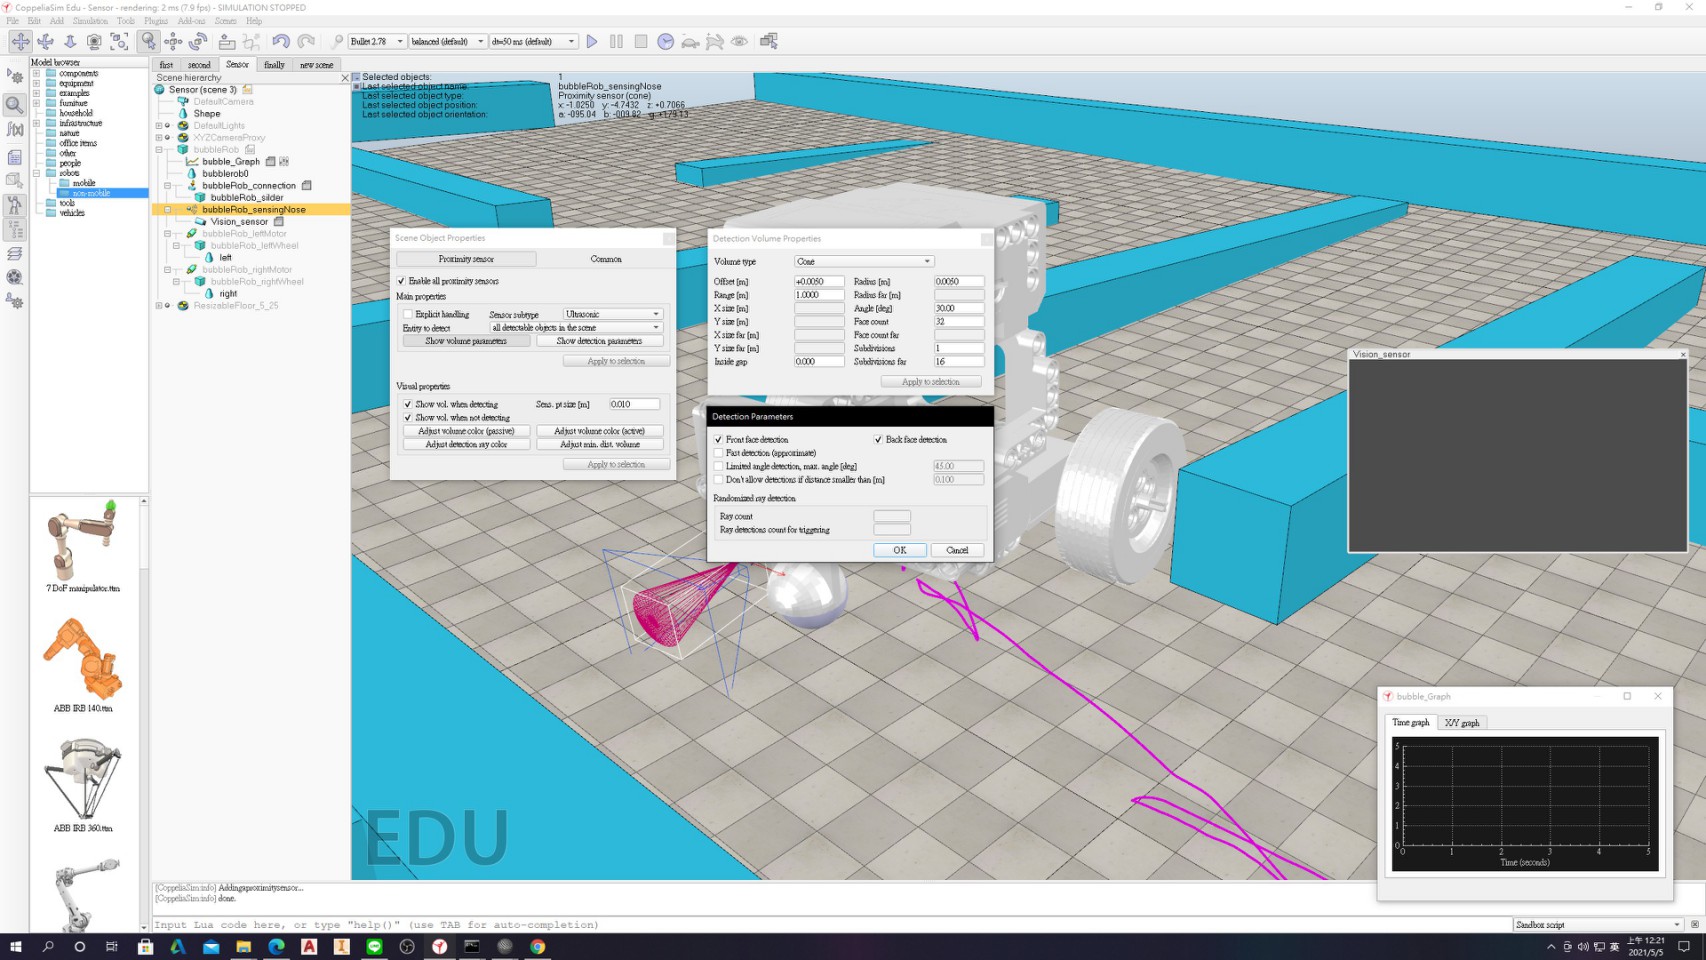 CoppeliaSim Edu - Sensor - rendering: 2 ms (7.9 fps) - SIMULATION STOPPED
File Edit Add Simulation Tools Plugins Add-ons Scenes Help
Bullet 2.78 balanced (default) dt=50 ms (default)
Model browser
components
equipment
examples
furniture
household
infrastructure
nature
office items
other
people
robots
mobile
non-mobile
tools
vehicles
7 DoF manipulator.ttm
ABB IRB 140.ttm
ABB IRB 360.ttm
first second Sensor finally new scene
Scene hierarchy
Sensor (scene 3)
DefaultCamera
Shape
DefaultLights
XYZCameraProxy
bubbleRob
bubble_Graph
bubblerob0
bubbleRob_connection
bubbleRob_silder
bubbleRob_sensingNose
Vision_sensor
bubbleRob_leftMotor
bubbleRob_leftWheel
left
bubbleRob_rightMotor
bubbleRob_rightWheel
right
ResizableFloor_5_25
Selected objects: 1
Last selected object name: bubbleRob_sensingNose
Last selected object type: Proximity sensor (cone)
Last selected object position: x: -1.0250 y: -4.7432 z: +0.7066
Last selected object orientation: a: -095.04 b: -009.82 g: +179.13
Scene Object Properties
Proximity sensor Common
Enable all proximity sensors
Main properties
Explicit handling Sensor subtype Ultrasonic
Entity to detect all detectable objects in the scene
Show volume parameters Show detection parameters
Apply to selection
Visual properties
Show vol. when detecting Sens. pt size [m] 0.010
Show vol. when not detecting
Adjust volume color (passive) Adjust volume color (active)
Adjust detection ray color Adjust min. dist. volume
Apply to selection
Detection Volume Properties
Volume type Cone
Offset [m] +0.0050 Radius [m] 0.0050
Range [m] 1.0000 Radius far [m]
X size [m] Angle [deg] 30.00
Y size [m] Face count 32
X size far [m] Face count far
Y size far [m] Subdivisions 1
Inside gap 0.000 Subdivisions far 16
Apply to selection
Detection Parameters
Front face detection Back face detection
Fast detection (approximate)
Limited angle detection, max. angle [deg] 45.00
Don't allow detections if distance smaller than [m] 0.100
Randomized ray detection
Ray count
Ray detections count for triggering
OK Cancel
Vision_sensor
bubble_Graph
Time graph X/Y graph
5
4
3
2
1
0
0 1 2 3 4 5
Time (seconds)
EDU
[CoppeliaSim:info] Addingaproximitysensor...
[CoppeliaSim:info] done.
Input Lua code here, or type "help()" (use TAB for auto-completion)
Sandbox script
英
上午 12:21
2021/5/5